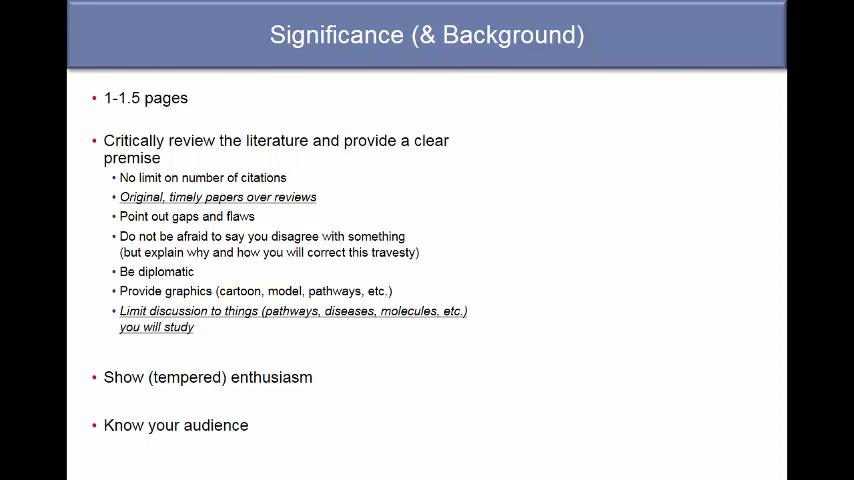 Significance (& Background)
• 1-1.5 pages
• Critically review the literature and provide a clear
premise
• No limit on number of citations
• Original, timely papers over reviews
• Point out gaps and flaws
• Do not be afraid to say you disagree with something
(but explain why and how you will correct this travesty)
• Be diplomatic
• Provide graphics (cartoon, model, pathways, etc.)
• Limit discussion to things (pathways, diseases, molecules, etc.)
you will study
• Show (tempered) enthusiasm
• Know your audience